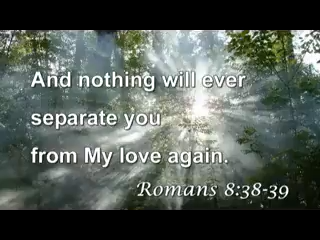 And nothing will ever
separate you
from My love again.
Romans 8:38-39